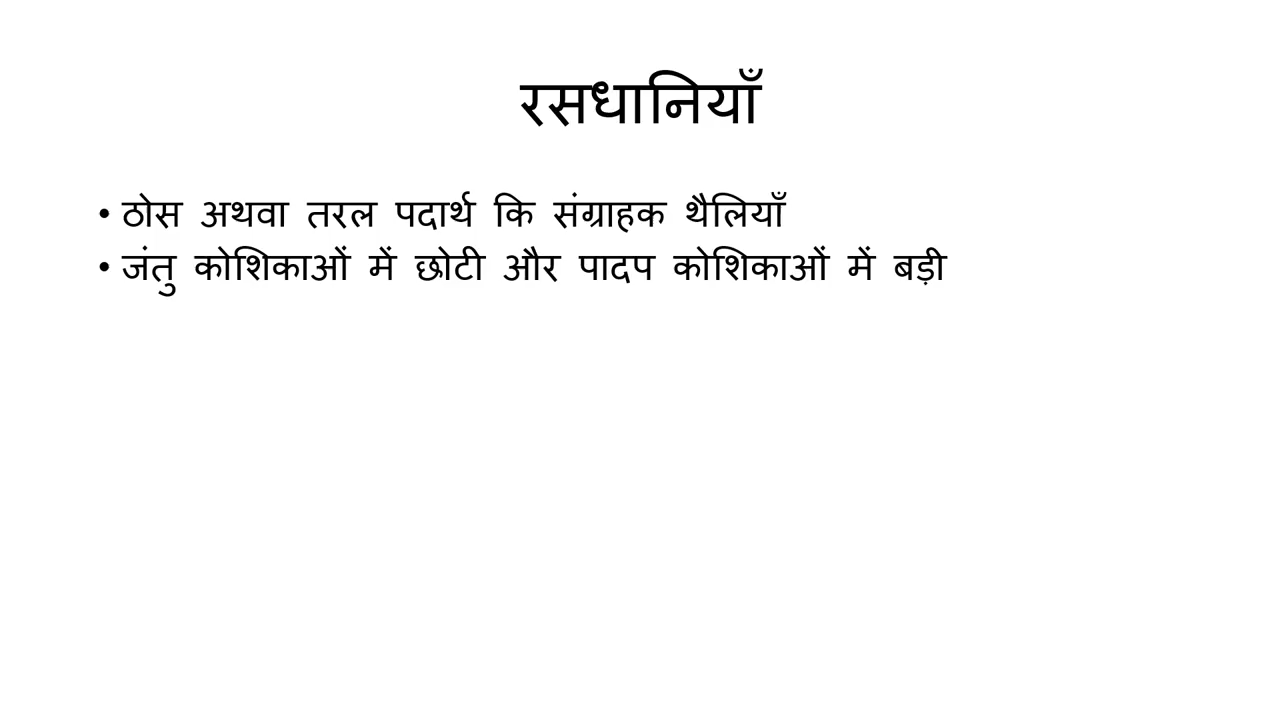 रसधानियाँ
• ठोस अथवा तरल पदार्थ कि संग्राहक थैलियाँ
• जंतु कोशिकाओं में छोटी और पादप कोशिकाओं में बड़ी